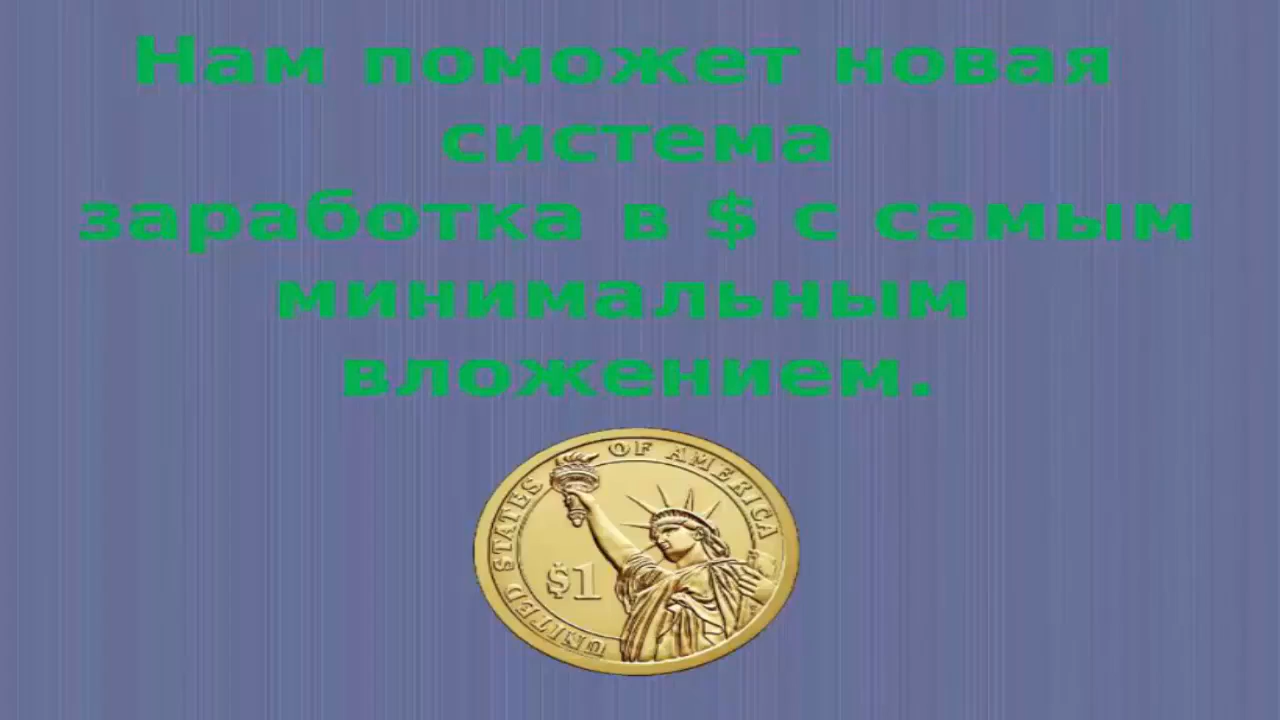 Нам поможет новая
система
заработка в $ с самым
минимальным
вложением.
UNITED STATES OF AMERICA
$1